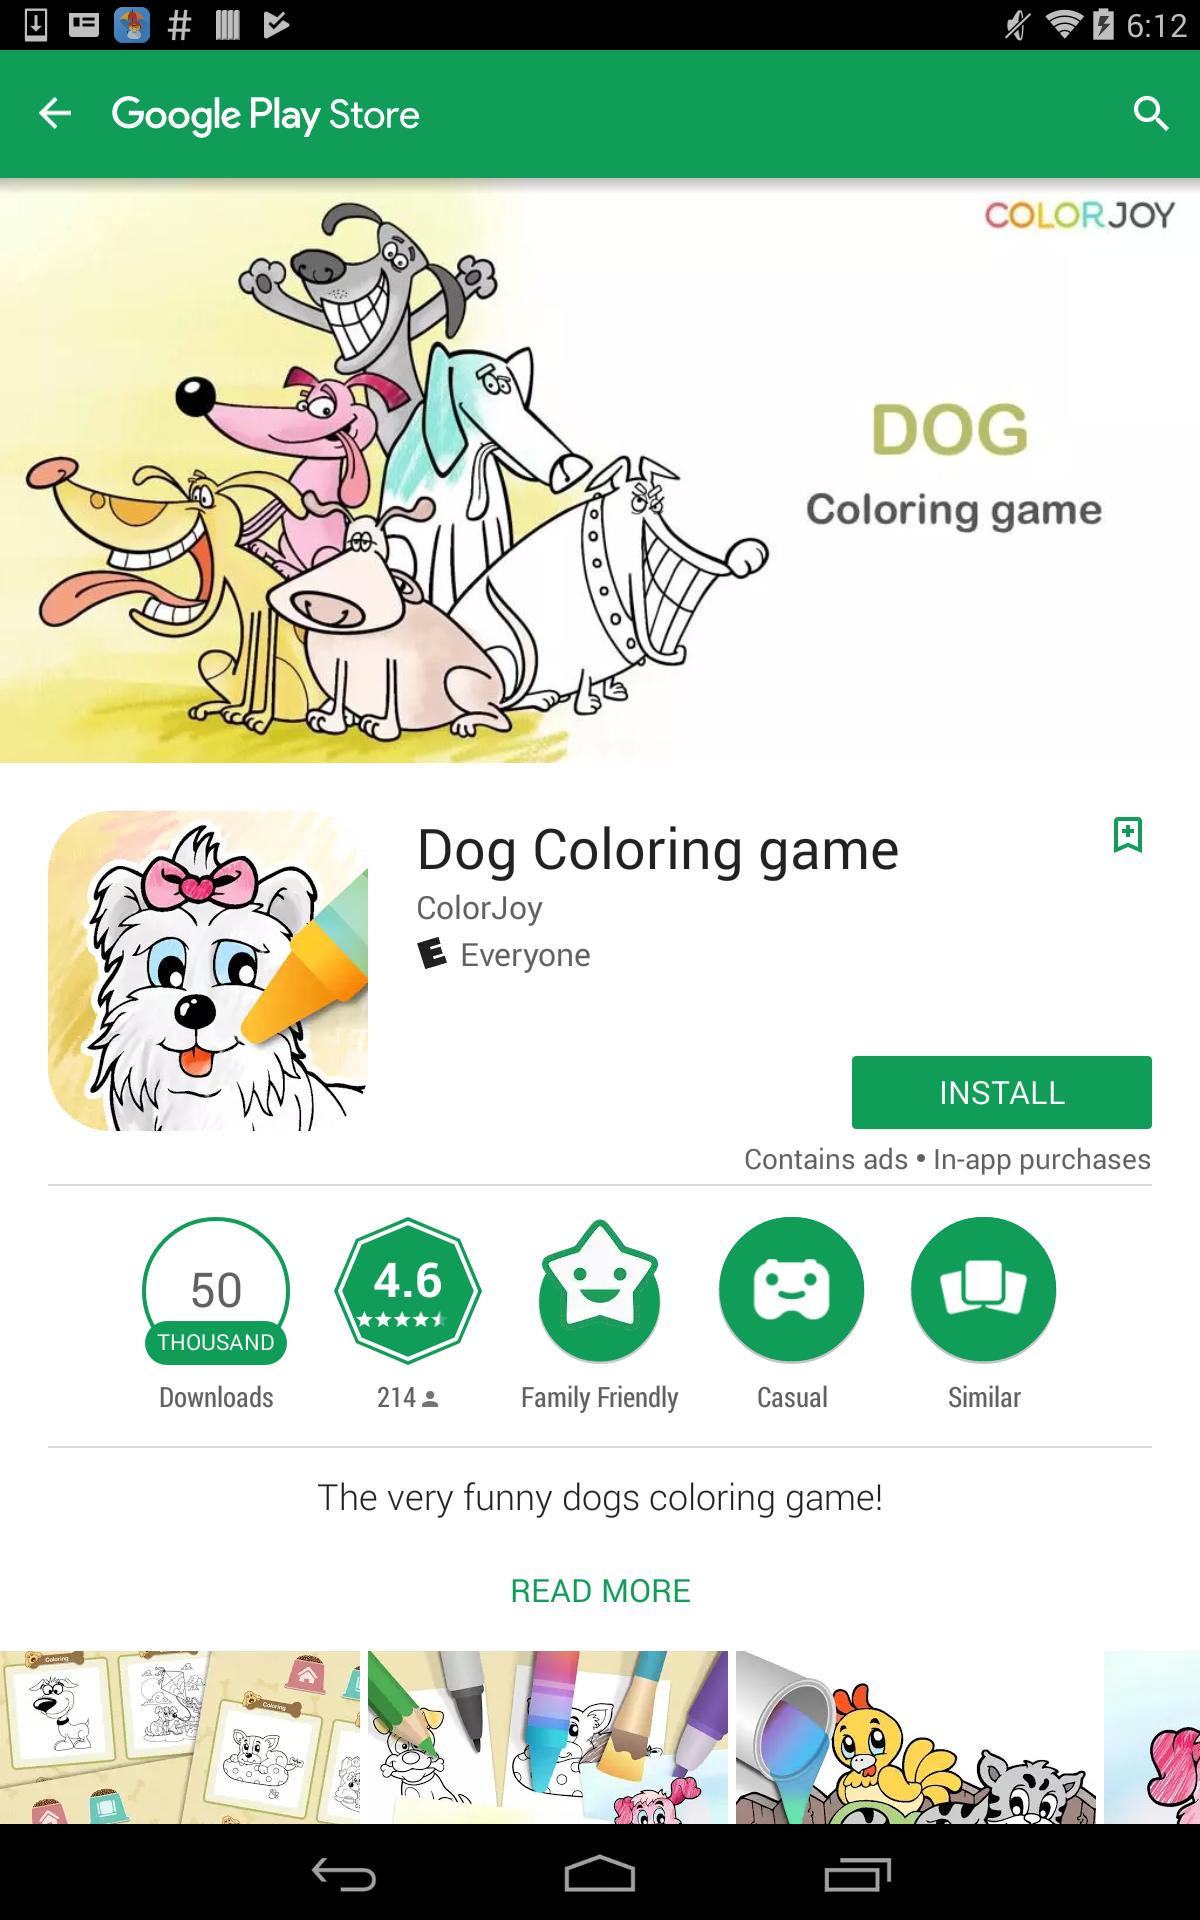 6:12
Google Play Store
COLORJOY
DOG
Coloring game
Dog Coloring game
ColorJoy
E Everyone
INSTALL
Contains ads • In-app purchases
50
THOUSAND
4.6
Downloads
214
Family Friendly
Casual
Similar
The very funny dogs coloring game!
READ MORE
Coloring
Coloring